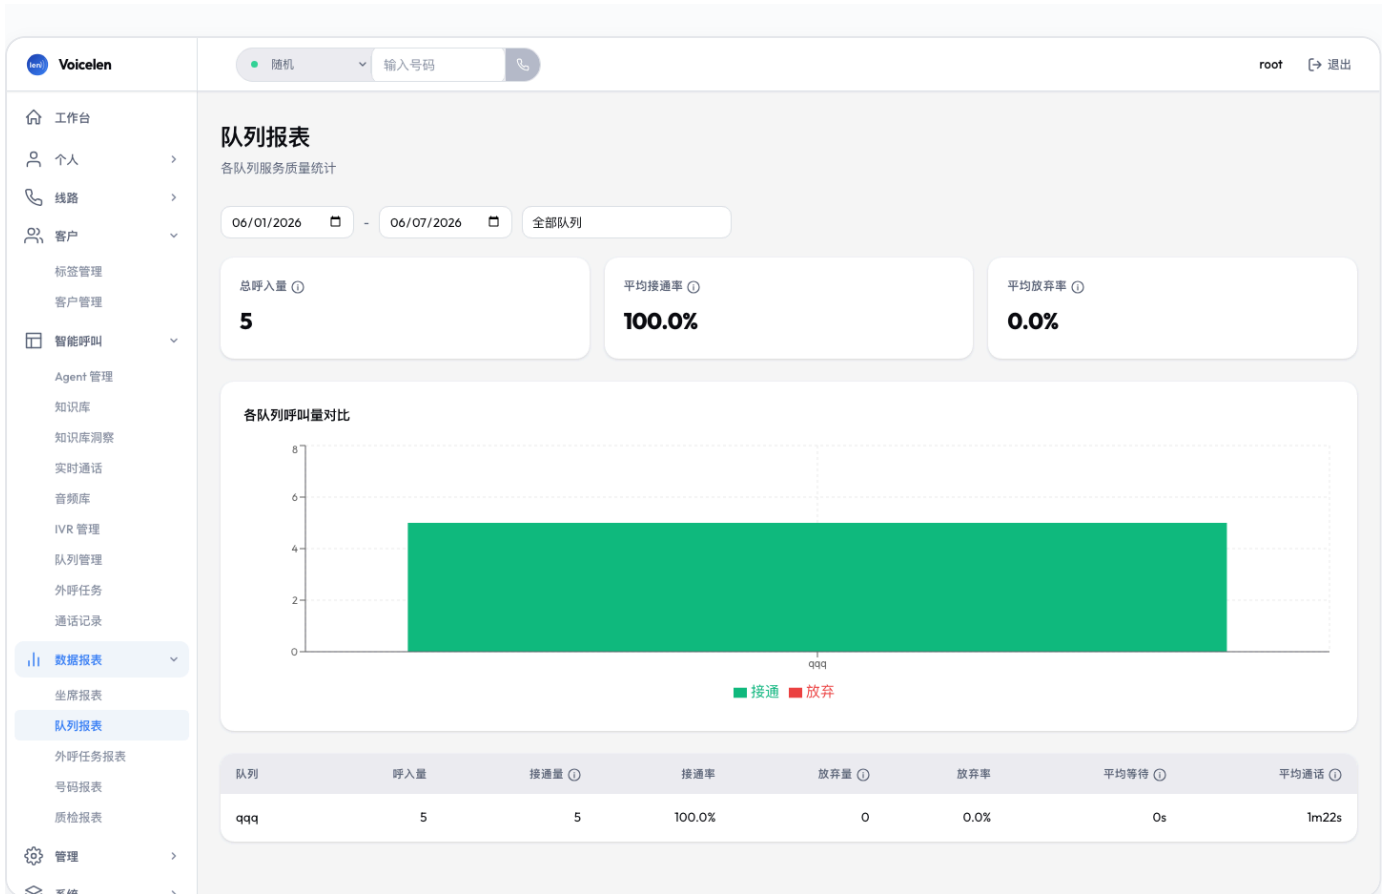 len)
Voicelen
随机
输入号码
root
退出
工作台
个人
线路
客户
标签管理
客户管理
智能呼叫
Agent 管理
知识库
知识库洞察
实时通话
音频库
IVR 管理
队列管理
外呼任务
通话记录
数据报表
坐席报表
队列报表
外呼任务报表
号码报表
质检报表
管理
系统
队列报表
各队列服务质量统计
06/01/2026 - 06/07/2026 全部队列
总呼入量
5
平均接通率
100.0%
平均放弃率
0.0%
各队列呼叫量对比
8
6
4
2
0
qqq
接通 放弃
队列 呼入量 接通量 接通率 放弃量 放弃率 平均等待 平均通话
qqq 5 5 100.0% 0 0.0% 0s 1m22s